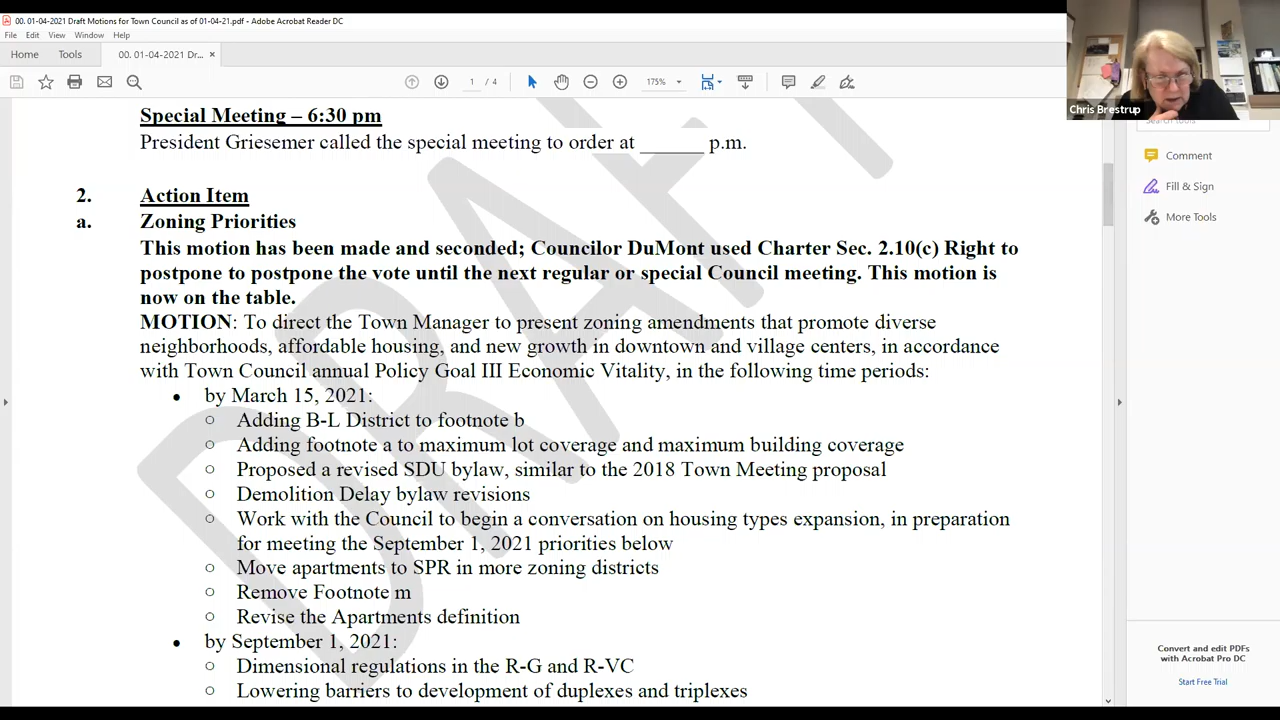 00. 01-04-2021 Draft Motions for Town Council as of 01-04-21.pdf - Adobe Acrobat Reader DC
File Edit View Window Help
Home Tools 00. 01-04-2021 Dr... ×
1 / 4 175%
Chris Brestrup
Search tools
Comment
Fill & Sign
More Tools
Convert and edit PDFs
with Acrobat Pro DC
Start Free Trial
DRAFT
Special Meeting – 6:30 pm
President Griesemer called the special meeting to order at ______ p.m.
2. Action Item
a. Zoning Priorities
This motion has been made and seconded; Councilor DuMont used Charter Sec. 2.10(c) Right to
postpone to postpone the vote until the next regular or special Council meeting. This motion is
now on the table.
MOTION: To direct the Town Manager to present zoning amendments that promote diverse
neighborhoods, affordable housing, and new growth in downtown and village centers, in accordance
with Town Council annual Policy Goal III Economic Vitality, in the following time periods:
• by March 15, 2021:
○ Adding B-L District to footnote b
○ Adding footnote a to maximum lot coverage and maximum building coverage
○ Proposed a revised SDU bylaw, similar to the 2018 Town Meeting proposal
○ Demolition Delay bylaw revisions
○ Work with the Council to begin a conversation on housing types expansion, in preparation
for meeting the September 1, 2021 priorities below
○ Move apartments to SPR in more zoning districts
○ Remove Footnote m
○ Revise the Apartments definition
• by September 1, 2021:
○ Dimensional regulations in the R-G and R-VC
○ Lowering barriers to development of duplexes and triplexes